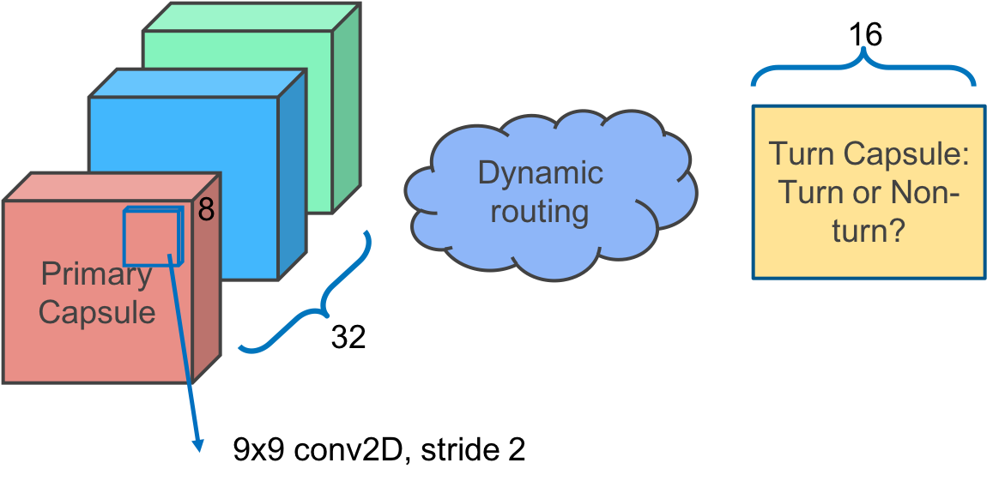 16
Turn Capsule:
Turn or Non-
turn?
Dynamic
routing
8
Primary
Capsule
32
9x9 conv2D, stride 2